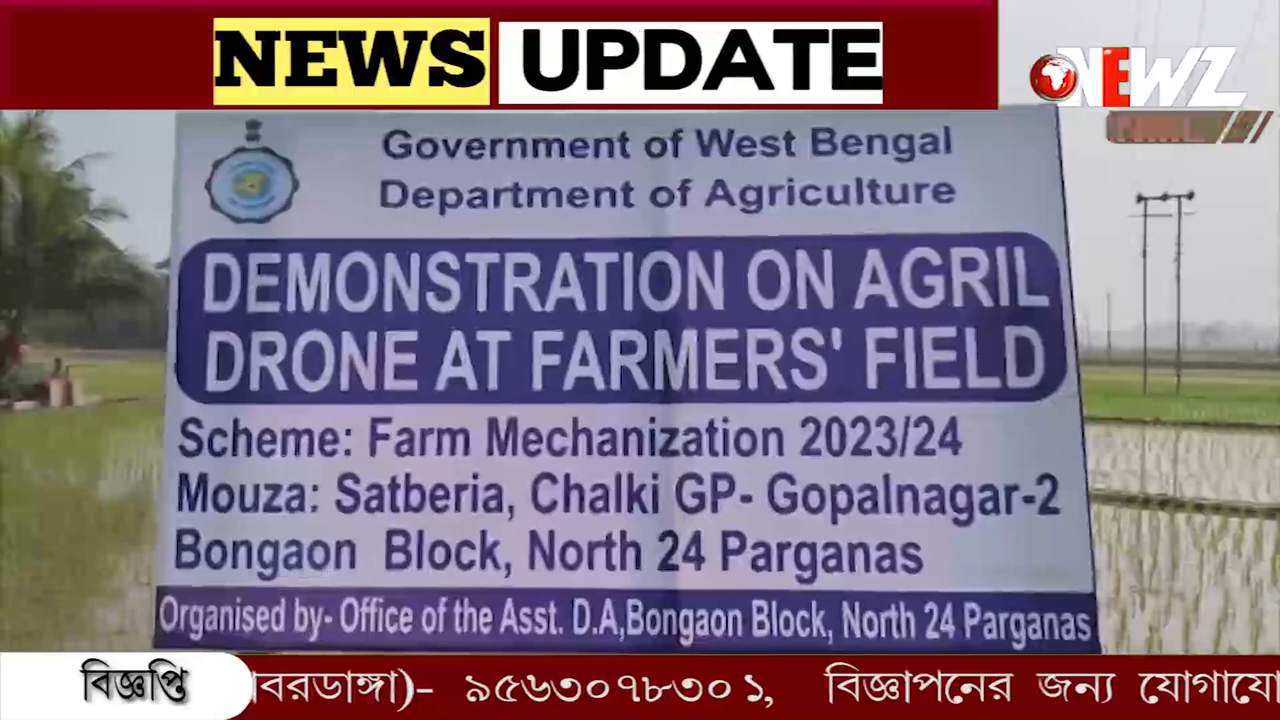 NEWS UPDATE
NEWZ
Government of West Bengal
Department of Agriculture
DEMONSTRATION ON AGRIL
DRONE AT FARMERS' FIELD
Scheme: Farm Mechanization 2023/24
Mouza: Satberia, Chalki GP- Gopalnagar-2
Bongaon Block, North 24 Parganas
Organised by- Office of the Asst. D.A,Bongaon Block, North 24 Parganas
বিজ্ঞপ্তি
বরডাঙ্গা)- ৯৫৬৩০৭৮৩০১, বিজ্ঞাপনের জন্য যোগাযো